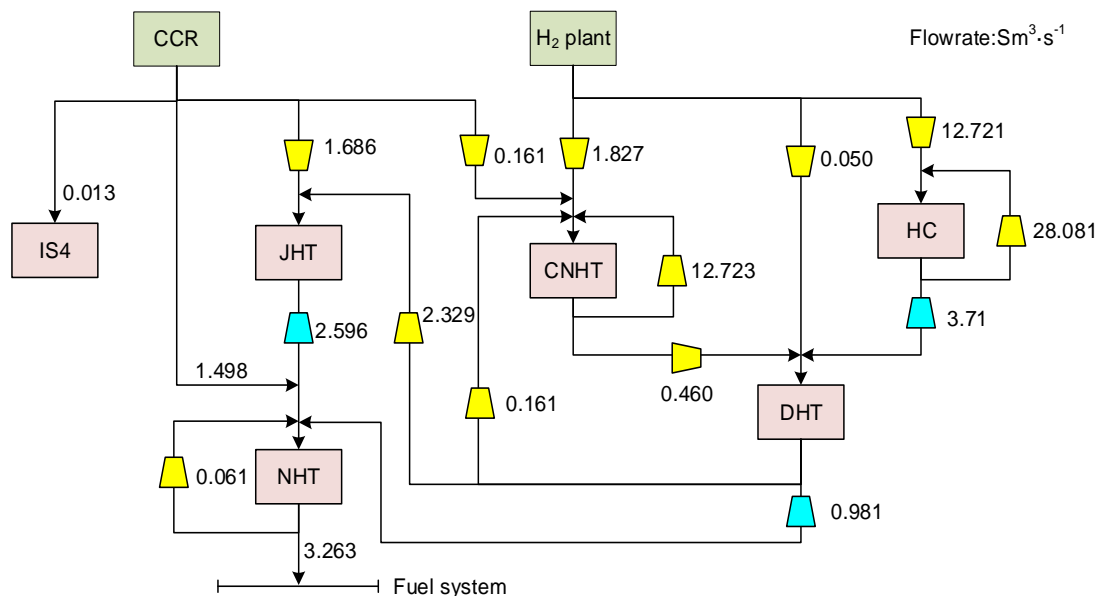 CCR
H₂ plant
Flowrate:Sm³·s⁻¹
12.721
1.686
0.161
1.827
0.050
0.013
IS4
JHT
CNHT
HC
28.081
12.723
2.596
2.329
3.71
1.498
0.460
0.161
DHT
0.061
NHT
0.981
3.263
Fuel system